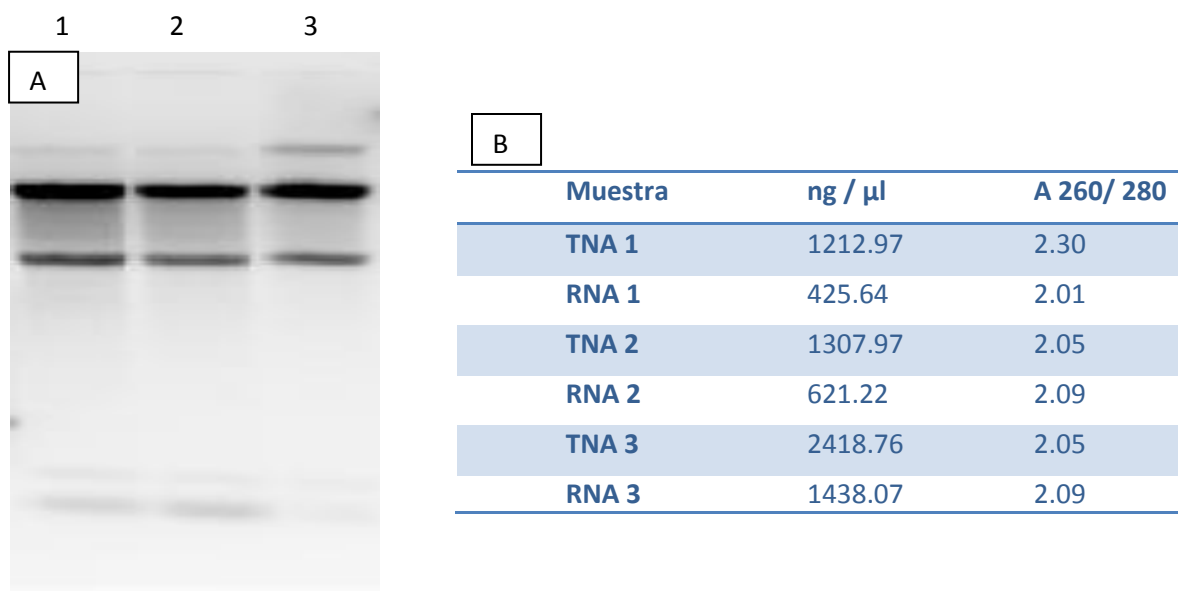 1 2 3
A
B
Muestra ng / µl A 260/ 280
TNA 1 1212.97 2.30
RNA 1 425.64 2.01
TNA 2 1307.97 2.05
RNA 2 621.22 2.09
TNA 3 2418.76 2.05
RNA 3 1438.07 2.09